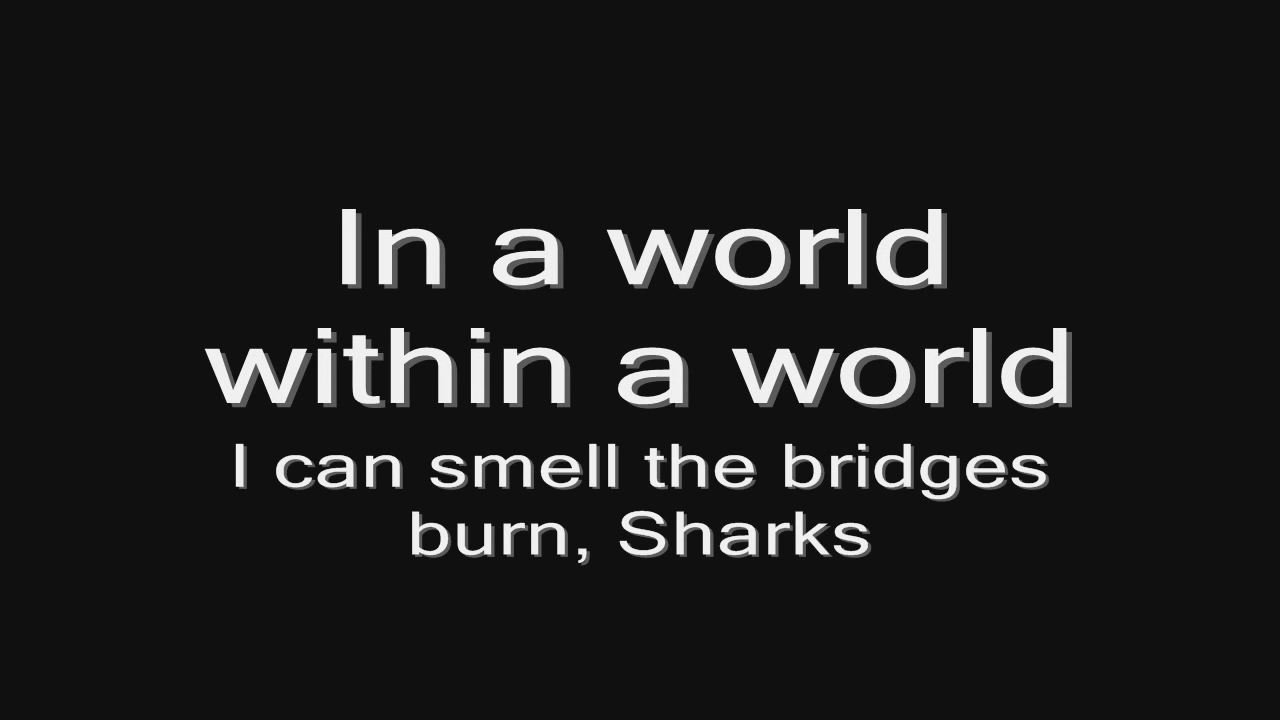 In a world
within a world
I can smell the bridges
burn, Sharks